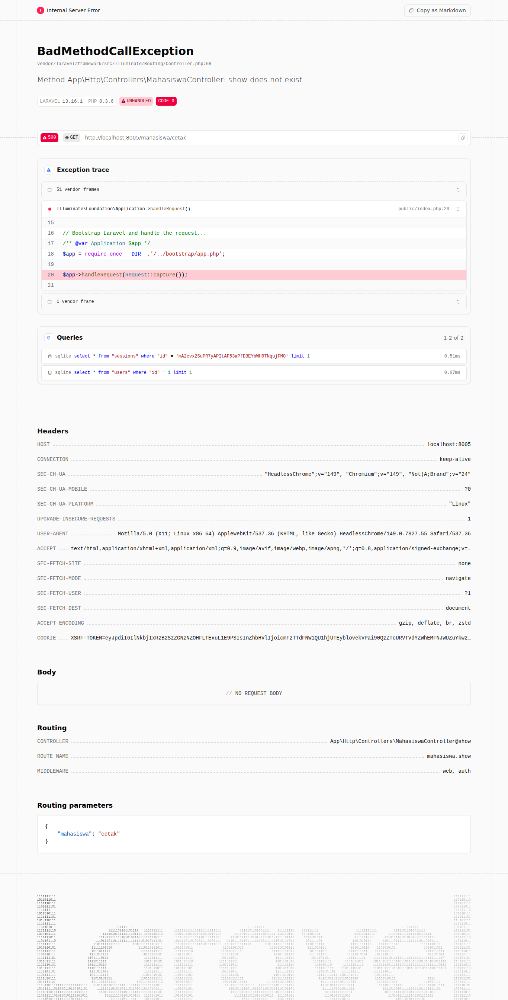 Internal Server Error
Copy as Markdown
BadMethodCallException
vendor/laravel/framework/src/Illuminate/Routing/Controller.php:68
Method App\Http\Controllers\MahasiswaController::show does not exist.
LARAVEL 13.16.1 PHP 8.3.6 UNHANDLED CODE 0
500 GET http://localhost:8005/mahasiswa/cetak
Exception trace
51 vendor frames
Illuminate\Foundation\Application->handleRequest() public/index.php:20
15
16 // Bootstrap Laravel and handle the request...
17 /** @var Application $app */
18 $app = require_once __DIR__.'/../bootstrap/app.php';
19
20 $app->handleRequest(Request::capture());
21
1 vendor frame
Queries 1-2 of 2
sqlite select * from "sessions" where "id" = 'mA2cvx2SuPR7yAPItAF53aPfD3EYbWH9TNqujFM0' limit 1 0.51ms
sqlite select * from "users" where "id" = 1 limit 1 0.07ms
Headers
HOST localhost:8005
CONNECTION keep-alive
SEC-CH-UA "HeadlessChrome";v="149", "Chromium";v="149", "Not)A;Brand";v="24"
SEC-CH-UA-MOBILE ?0
SEC-CH-UA-PLATFORM "Linux"
UPGRADE-INSECURE-REQUESTS 1
USER-AGENT Mozilla/5.0 (X11; Linux x86_64) AppleWebKit/537.36 (KHTML, like Gecko) HeadlessChrome/149.0.7827.55 Safari/537.36
ACCEPT text/html,application/xhtml+xml,application/xml;q=0.9,image/avif,image/webp,image/apng,*/*;q=0.8,application/signed-exchange;v=…
SEC-FETCH-SITE none
SEC-FETCH-MODE navigate
SEC-FETCH-USER ?1
SEC-FETCH-DEST document
ACCEPT-ENCODING gzip, deflate, br, zstd
COOKIE XSRF-TOKEN=eyJpdiI6IlNkbjIxRzB2SzZGNzNZOHFLTExuL1E9PSIsInZhbHVlIjoicmFzTTdFNW1QU1hjUTEyblovekVPai90QzZTcURVTVdYZWhEMFNJWUZuYkw2…
Body
// NO REQUEST BODY
Routing
CONTROLLER App\Http\Controllers\MahasiswaController@show
ROUTE NAME mahasiswa.show
MIDDLEWARE web, auth
Routing parameters
{
"mahasiswa": "cetak"
}